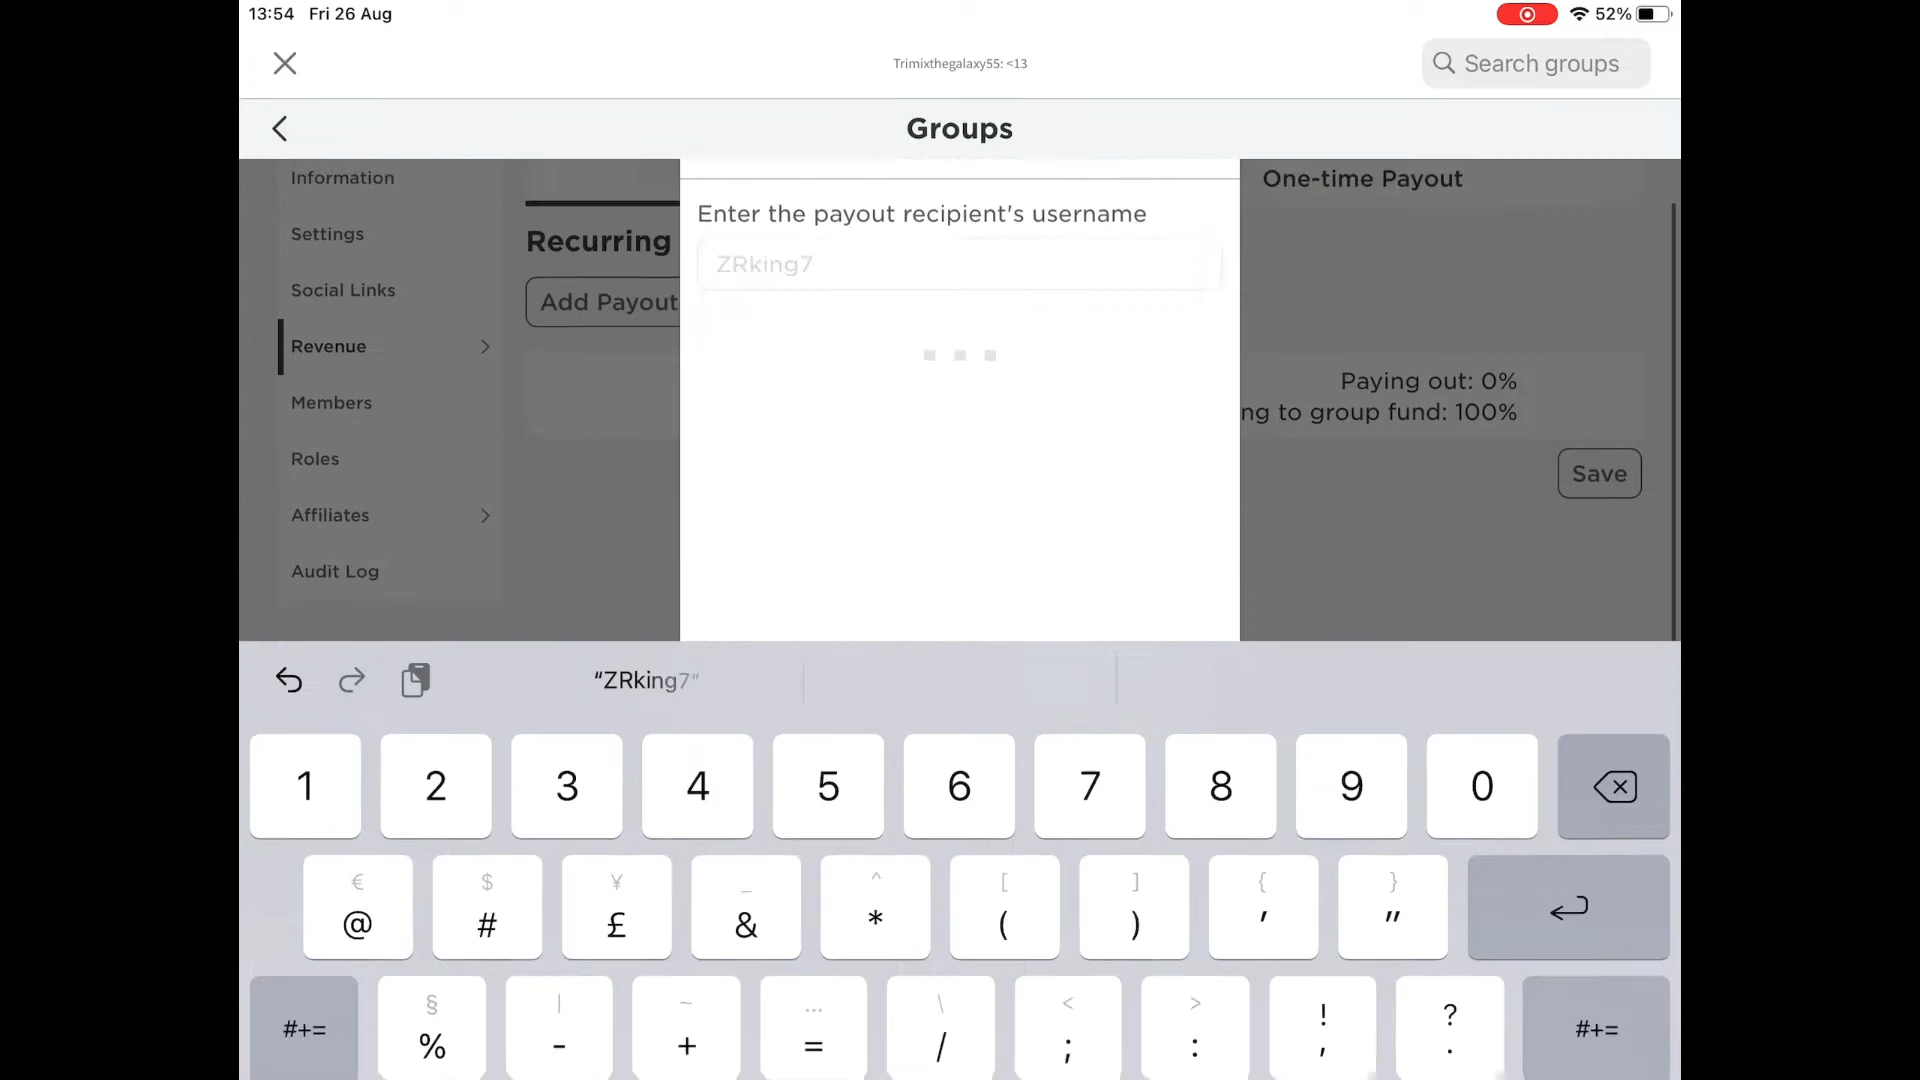 13:54 Fri 26 Aug
52%
Trimixthegalaxy55: <13
Search groups
Groups
Information
Settings
Social Links
Revenue
Members
Roles
Affiliates
Audit Log
Recurring
Add Payout
Enter the payout recipient's username
ZRking7
One-time Payout
Paying out: 0%
ng to group fund: 100%
Save
“ZRking7”
1 2 3 4 5 6 7 8 9 0
€ $ ¥ _ ^ [ ] { }
@ # £ & * ( ) ' "
§ | ~ … \ < > ! ?
#+= % - + = / ; : , . #+=